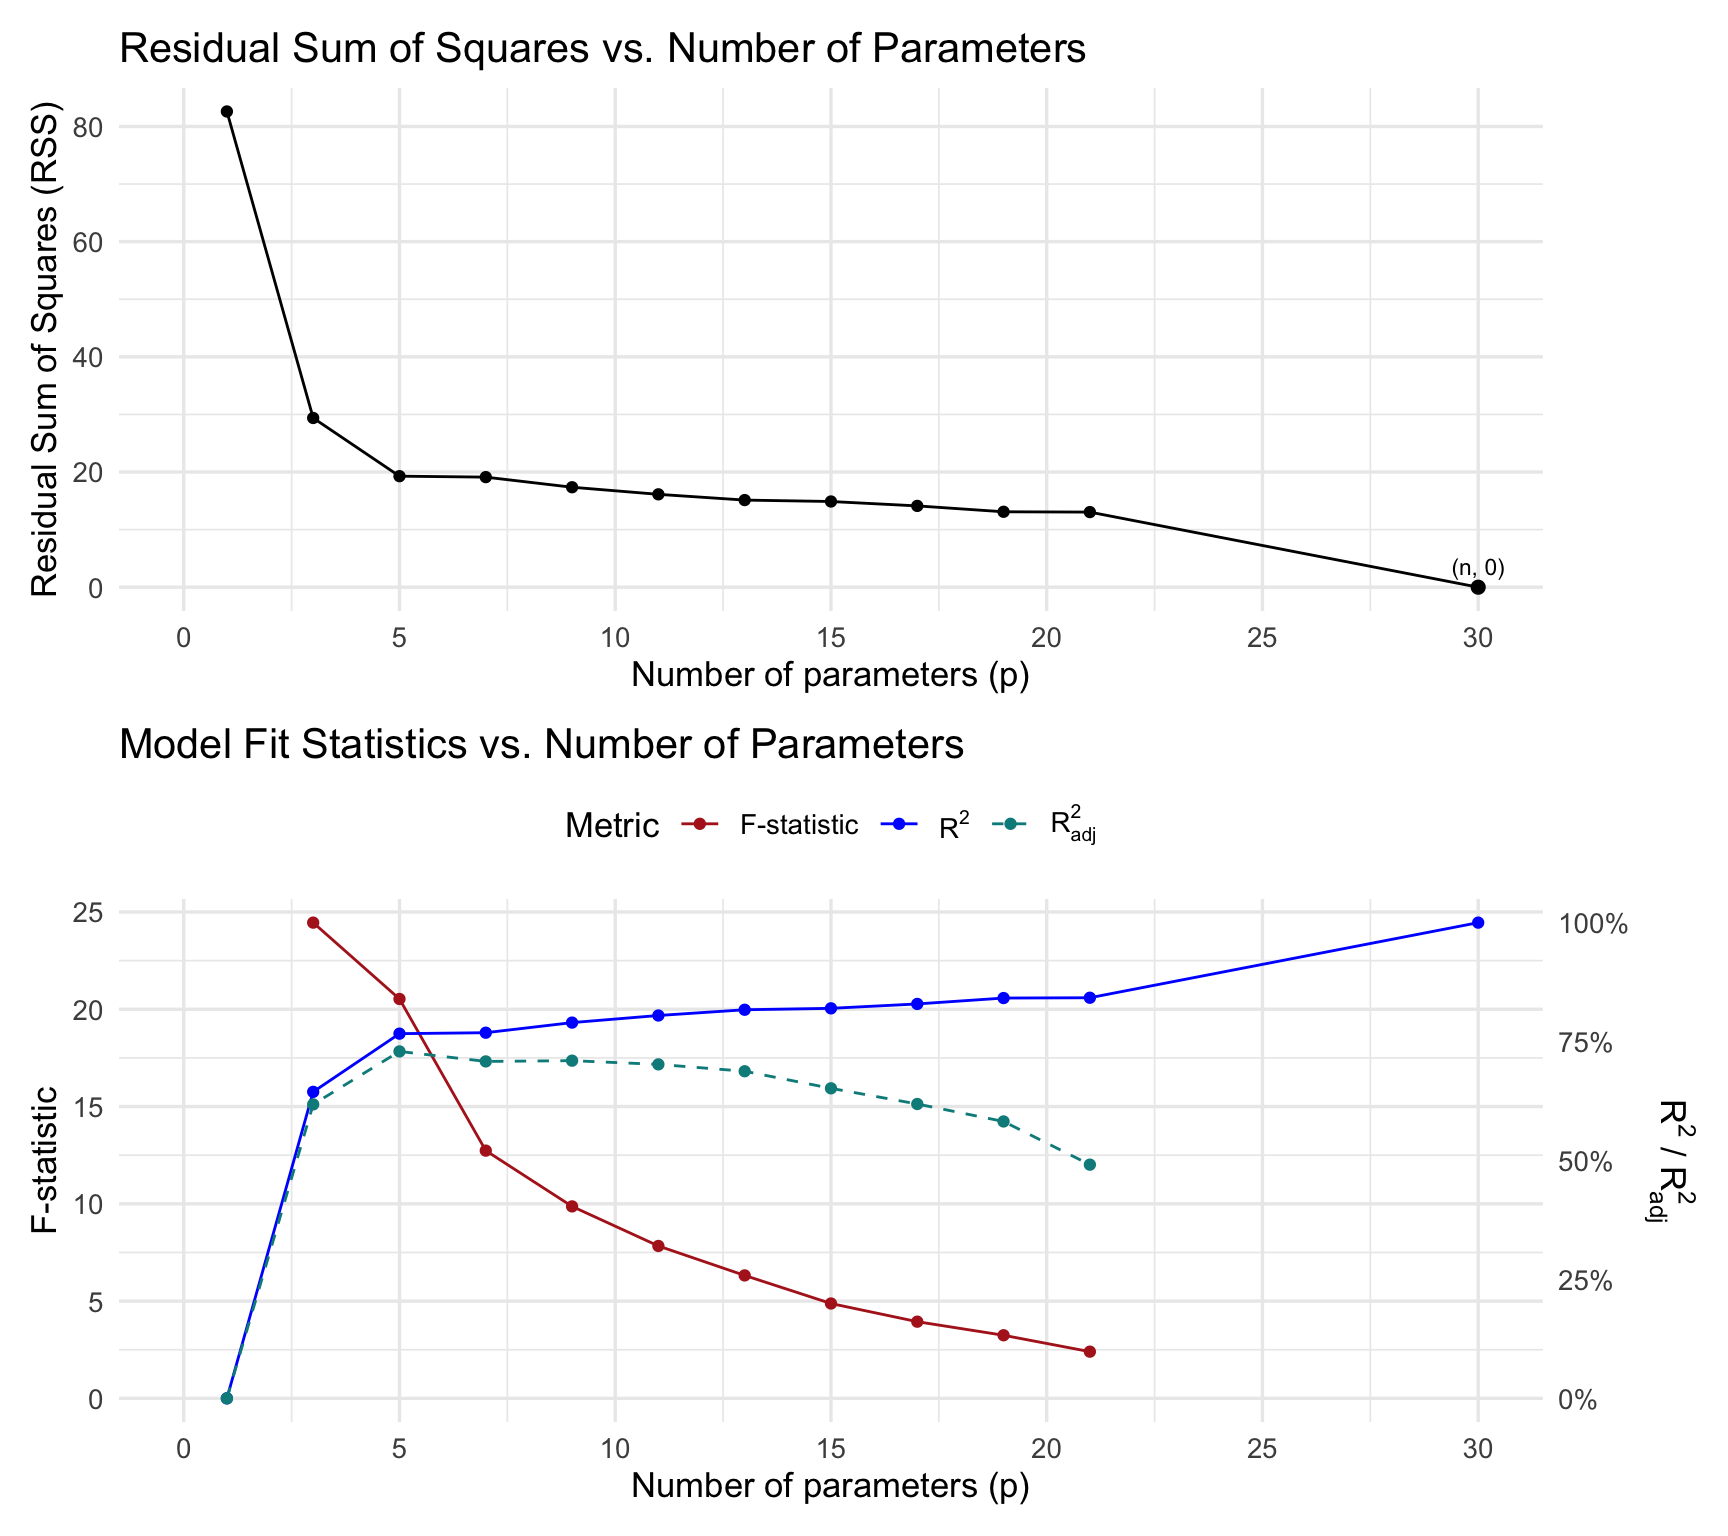 Residual Sum of Squares vs. Number of Parameters
Residual Sum of Squares (RSS)
80
60
40
20
0
(n, 0)
0 5 10 15 20 25 30
Number of parameters (p)
Model Fit Statistics vs. Number of Parameters
Metric F-statistic R² R²adj
F-statistic
25
20
15
10
5
0
100%
75%
50%
25%
0%
R² / R²adj
0 5 10 15 20 25 30
Number of parameters (p)